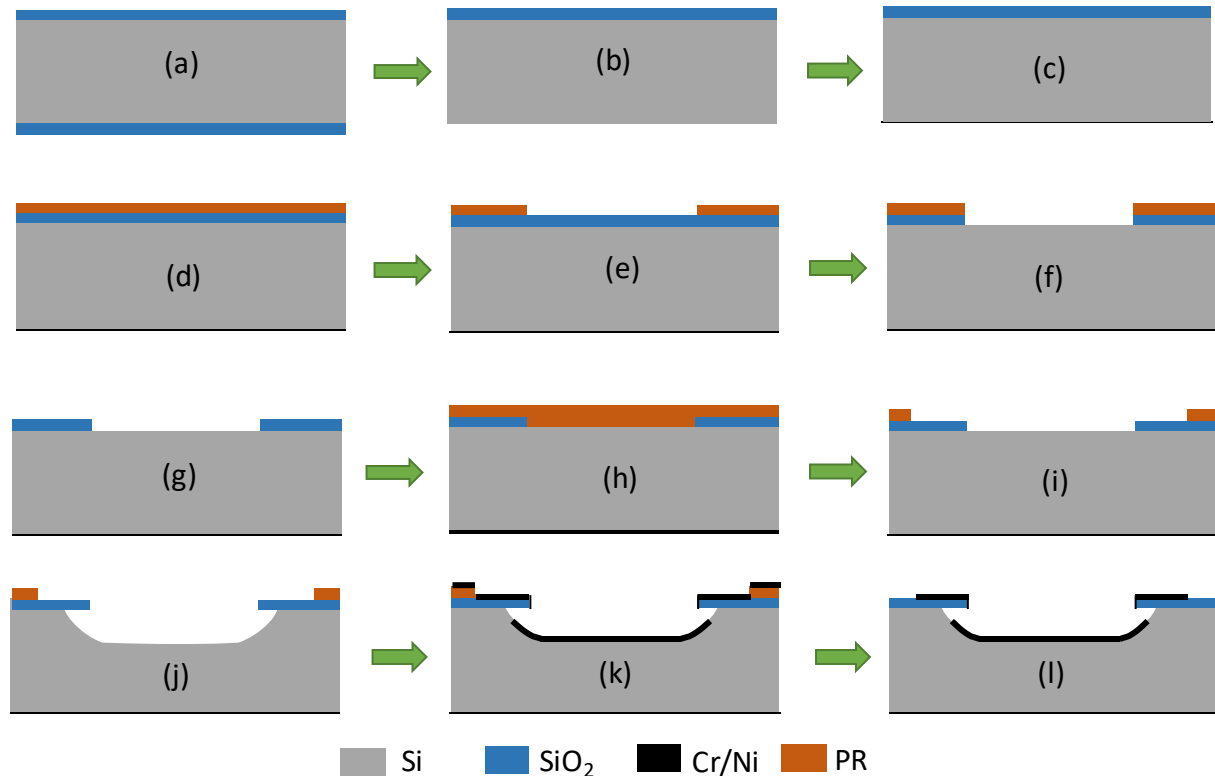 (a)
(b)
(c)
(d)
(e)
(f)
(g)
(h)
(i)
(j)
(k)
(l)
Si
SiO₂
Cr/Ni
PR